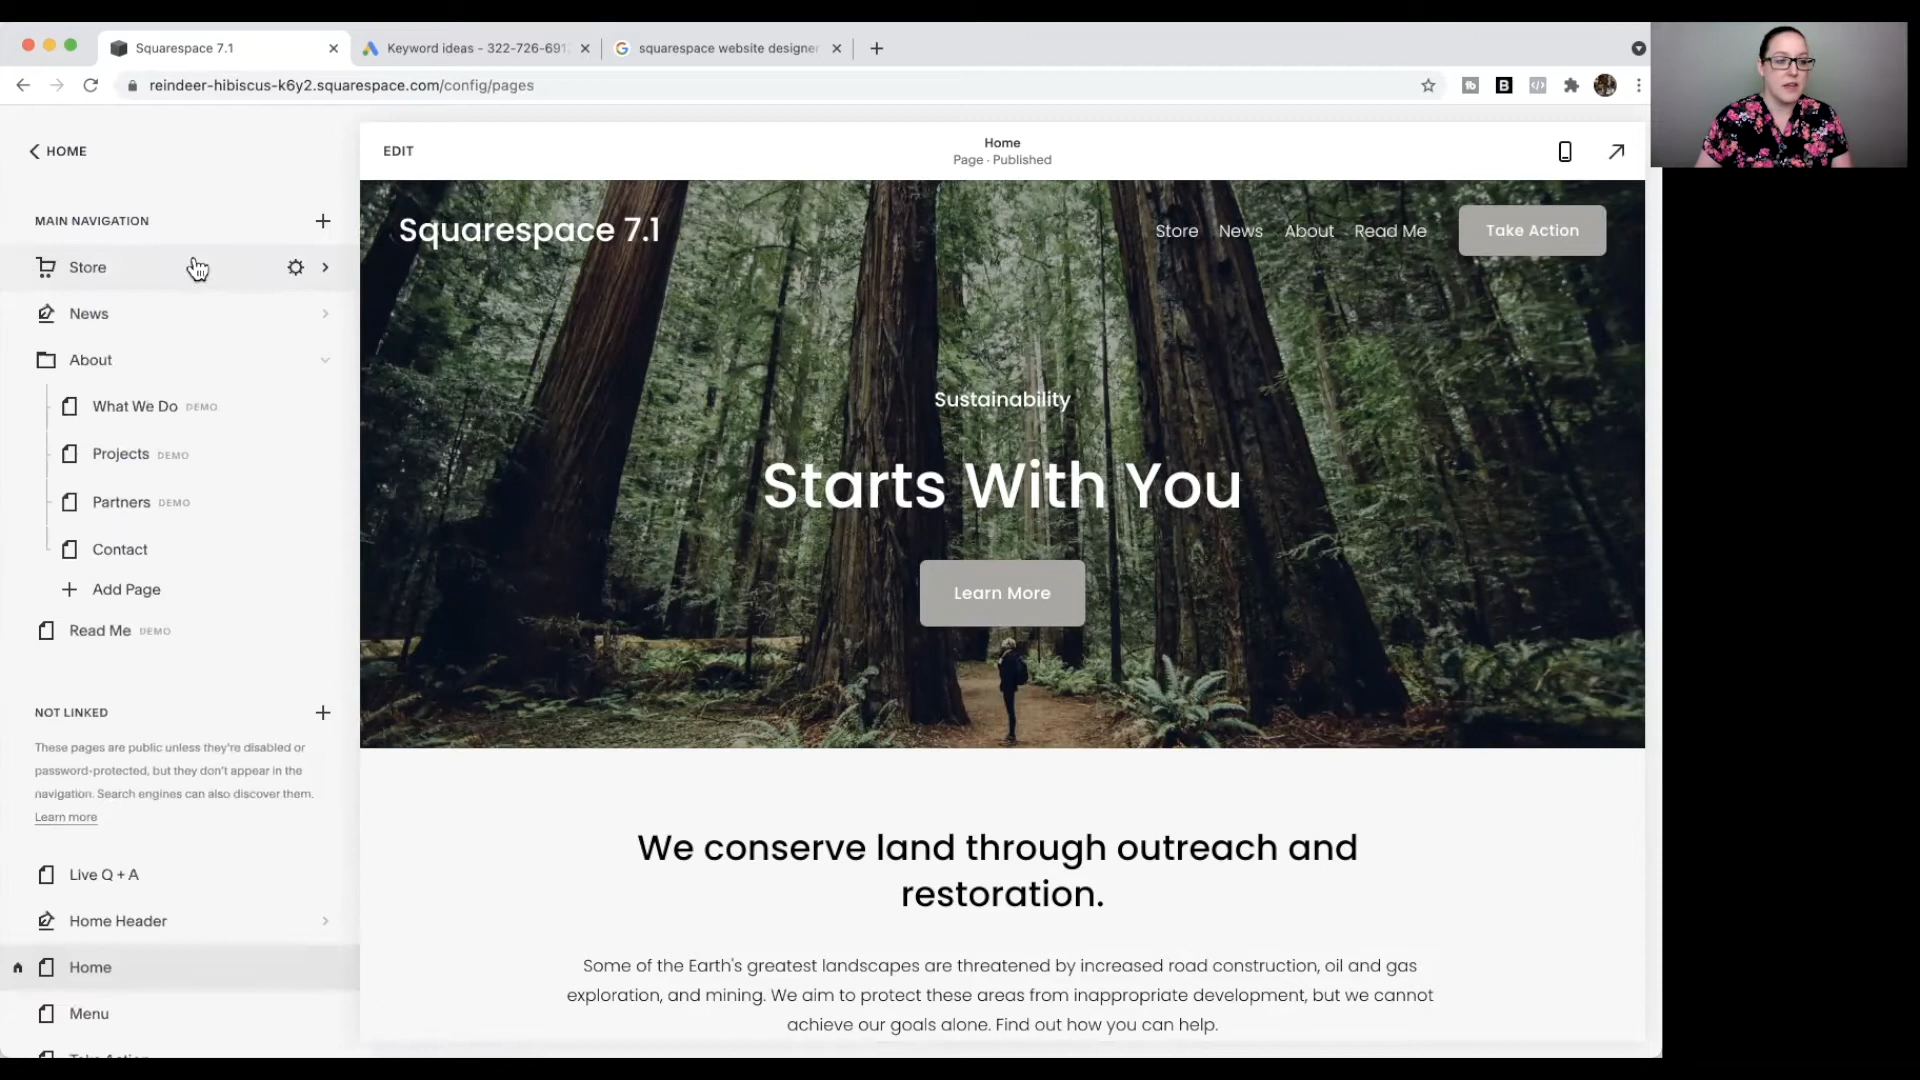 Squarespace 7.1
Keyword ideas - 322-726-691
squarespace website designer
reindeer-hibiscus-k6y2.squarespace.com/config/pages
HOME
MAIN NAVIGATION
Store
News
About
What We Do DEMO
Projects DEMO
Partners DEMO
Contact
Add Page
Read Me DEMO
NOT LINKED
These pages are public unless they're disabled or
password-protected, but they don't appear in the
navigation. Search engines can also discover them.
Learn more
Live Q + A
Home Header
Home
Menu
EDIT
Home
Page · Published
Squarespace 7.1
Store News About Read Me Take Action
Sustainability
Starts With You
Learn More
We conserve land through outreach and
restoration.
Some of the Earth's greatest landscapes are threatened by increased road construction, oil and gas
exploration, and mining. We aim to protect these areas from inappropriate development, but we cannot
achieve our goals alone. Find out how you can help.